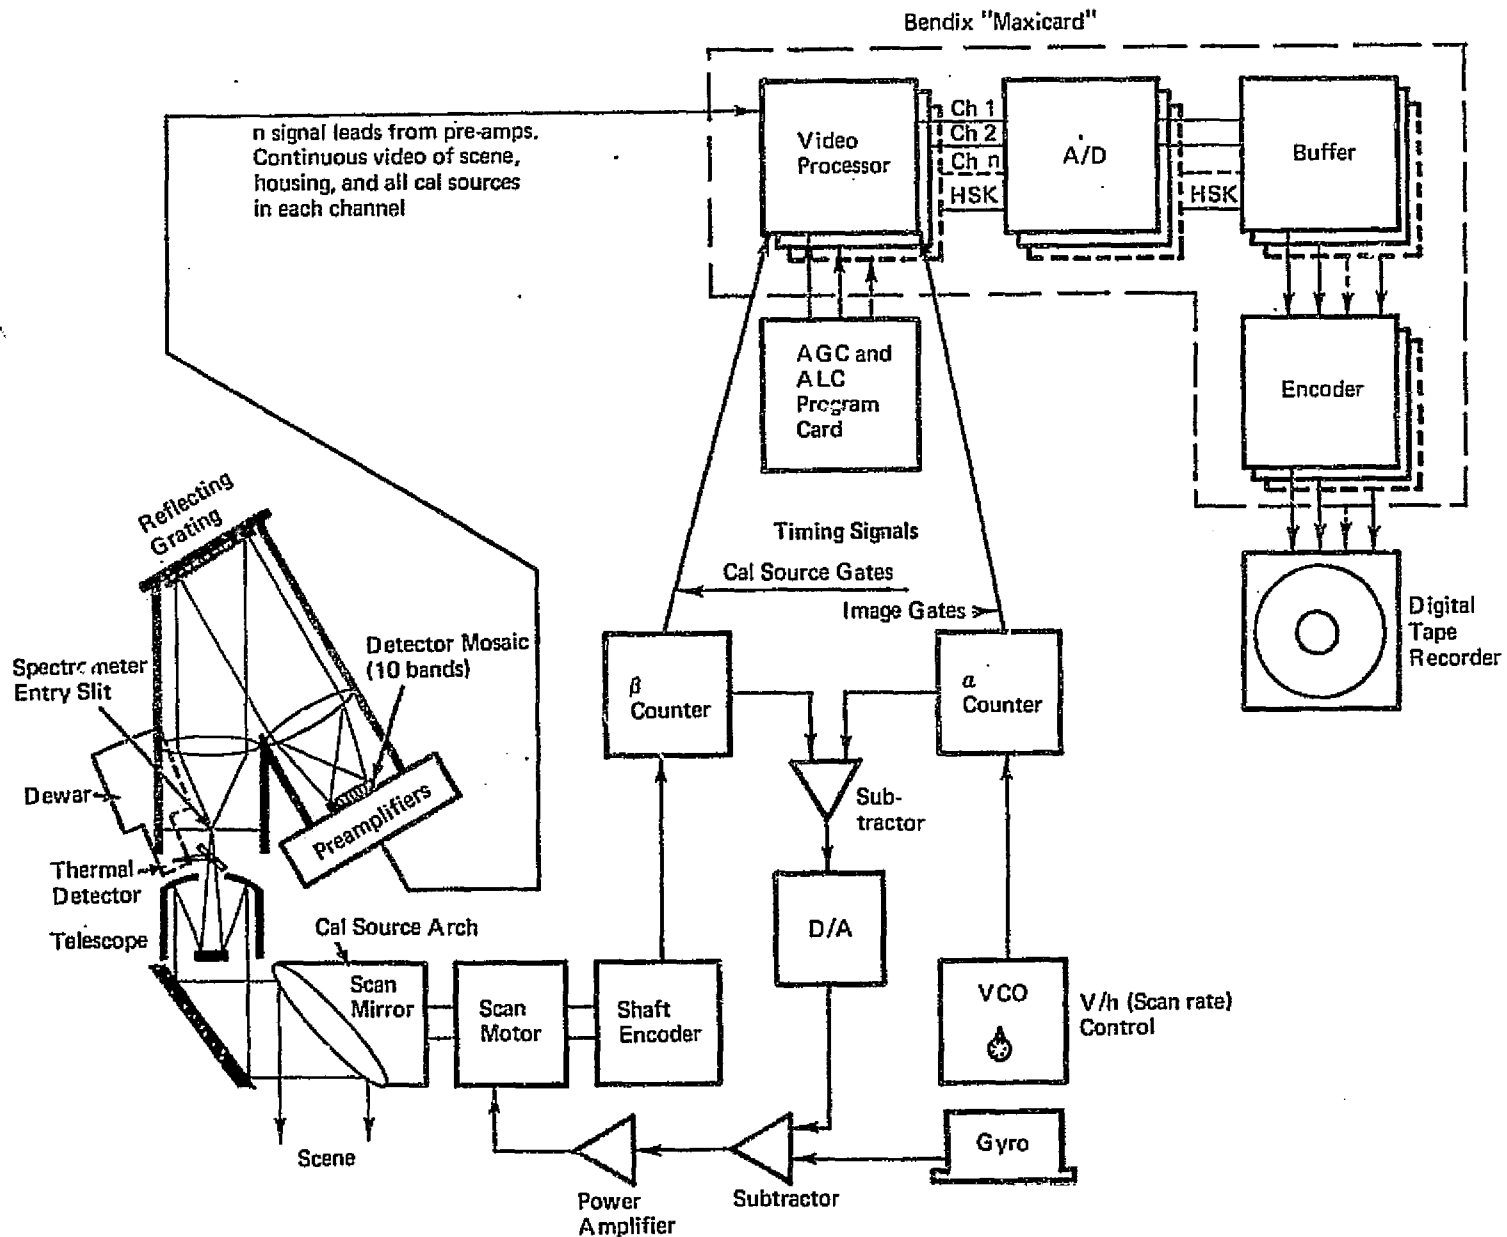 Bendix "Maxicard"
n signal leads from pre-amps.
Continuous video of scene,
housing, and all cal sources
in each channel
Video
Processor
Ch 1
Ch 2
Ch n
HSK
A/D
HSK
Buffer
AGC and
ALC
Program
Card
Encoder
Reflecting
Grating
Timing Signals
Cal Source Gates
Image Gates
Detector Mosaic
(10 bands)
Spectrometer
Entry Slit
β
Counter
α
Counter
Digital
Tape
Recorder
Dewar
Preamplifiers
Sub-
tractor
Thermal
Detector
Telescope
Cal Source Arch
D/A
Scan
Mirror
Scan
Motor
Shaft
Encoder
VCO
V/h (Scan rate)
Control
Scene
Gyro
Power
Amplifier
Subtractor